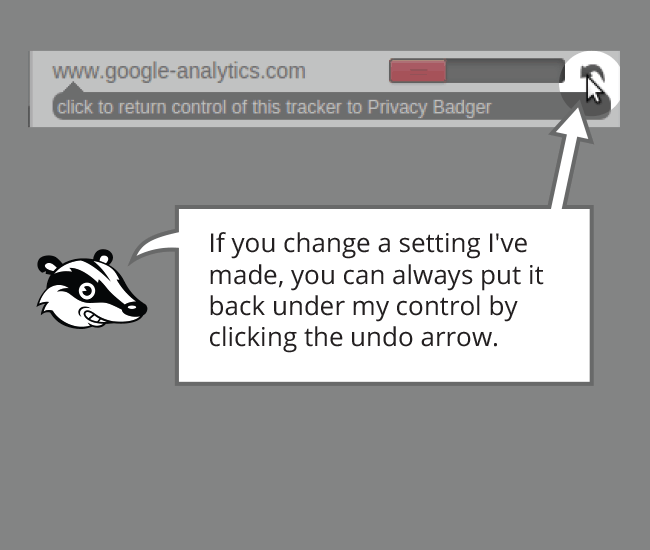 www.google-analytics.com
click to return control of this tracker to Privacy Badger
If you change a setting I've
made, you can always put it
back under my control by
clicking the undo arrow.